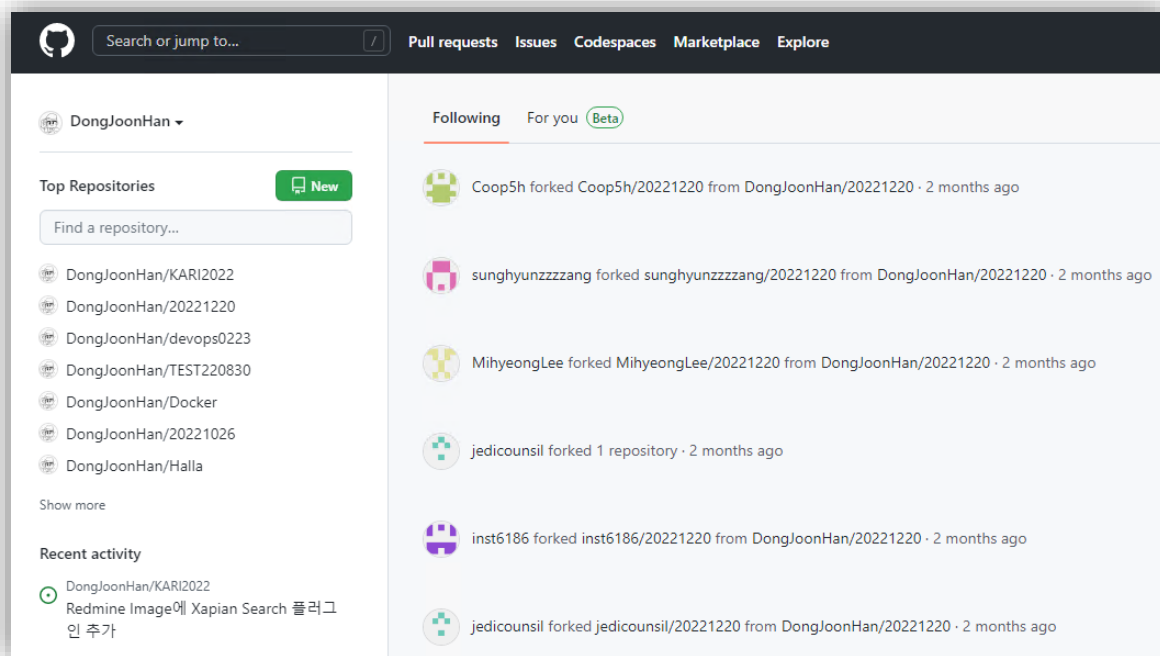 Search or jump to... /
Pull requests Issues Codespaces Marketplace Explore
DongJoonHan
Top Repositories
New
Find a repository...
DongJoonHan/KARI2022
DongJoonHan/20221220
DongJoonHan/devops0223
DongJoonHan/TEST220830
DongJoonHan/Docker
DongJoonHan/20221026
DongJoonHan/Halla
Show more
Recent activity
DongJoonHan/KARI2022
Redmine Image에 Xapian Search 플러그
인 추가
Following For you Beta
Coop5h forked Coop5h/20221220 from DongJoonHan/20221220 · 2 months ago
sunghyunzzzzang forked sunghyunzzzzang/20221220 from DongJoonHan/20221220 · 2 months ago
MihyeongLee forked MihyeongLee/20221220 from DongJoonHan/20221220 · 2 months ago
jedicounsil forked 1 repository · 2 months ago
inst6186 forked inst6186/20221220 from DongJoonHan/20221220 · 2 months ago
jedicounsil forked jedicounsil/20221220 from DongJoonHan/20221220 · 2 months ago